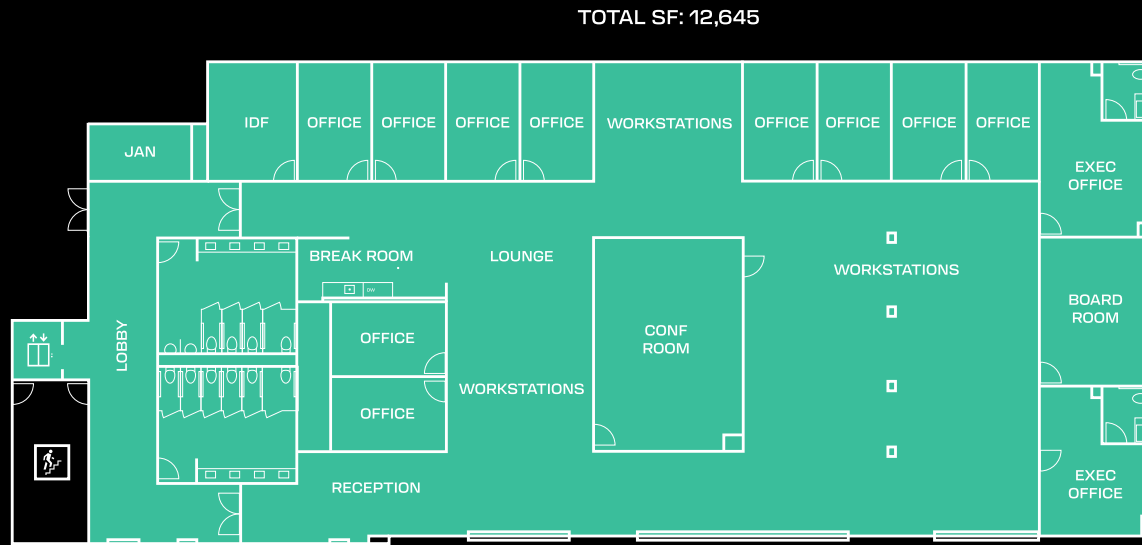 TOTAL SF: 12,645
IDF
OFFICE
OFFICE
OFFICE
OFFICE
WORKSTATIONS
OFFICE
OFFICE
OFFICE
OFFICE
JAN
EXEC
OFFICE
BREAK ROOM
LOUNGE
WORKSTATIONS
DW
BOARD
ROOM
LOBBY
OFFICE
CONF
ROOM
WORKSTATIONS
OFFICE
RECEPTION
EXEC
OFFICE